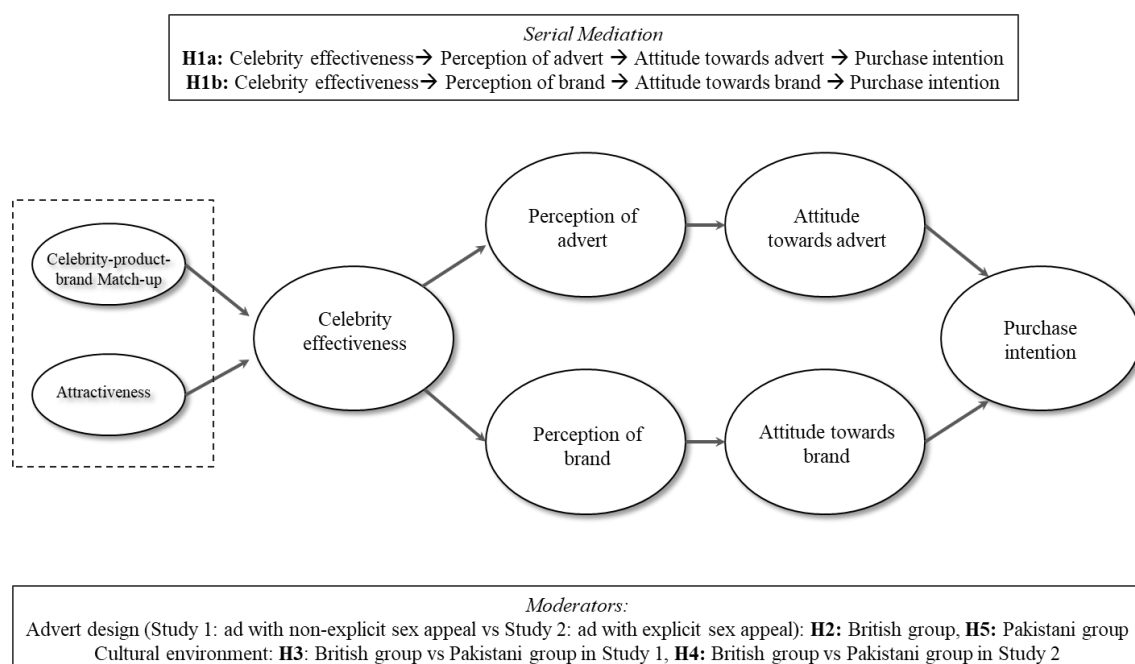 Serial Mediation
H1a: Celebrity effectiveness→ Perception of advert → Attitude towards advert → Purchase intention
H1b: Celebrity effectiveness→ Perception of brand → Attitude towards brand → Purchase intention
Celebrity-product-
brand Match-up
Attractiveness
Celebrity
effectiveness
Perception of
advert
Attitude
towards advert
Perception of
brand
Attitude towards
brand
Purchase
intention
Moderators:
Advert design (Study 1: ad with non-explicit sex appeal vs Study 2: ad with explicit sex appeal): H2: British group, H5: Pakistani group
Cultural environment: H3: British group vs Pakistani group in Study 1, H4: British group vs Pakistani group in Study 2